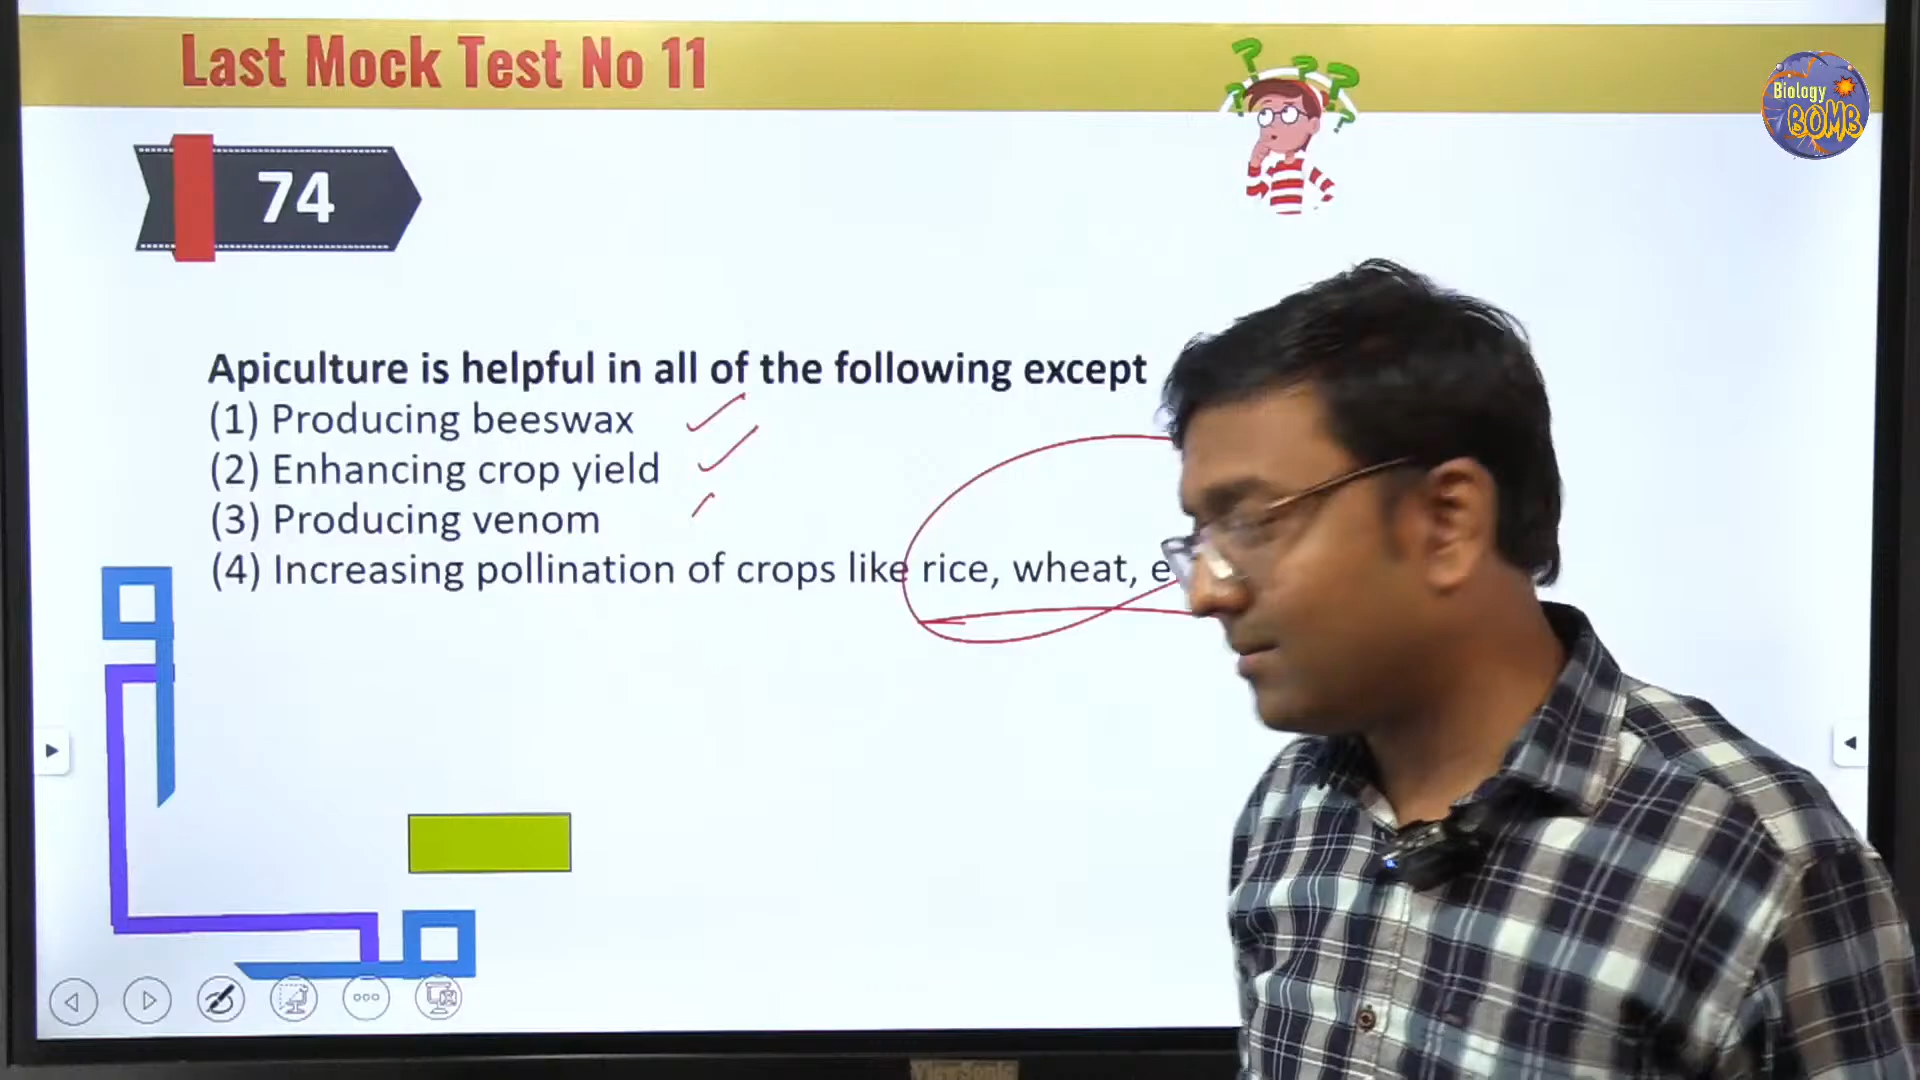 Last Mock Test No 11
Biology
BOMB
74
Apiculture is helpful in all of the following except
(1) Producing beeswax
(2) Enhancing crop yield
(3) Producing venom
(4) Increasing pollination of crops like rice, wheat,
ViewSonic